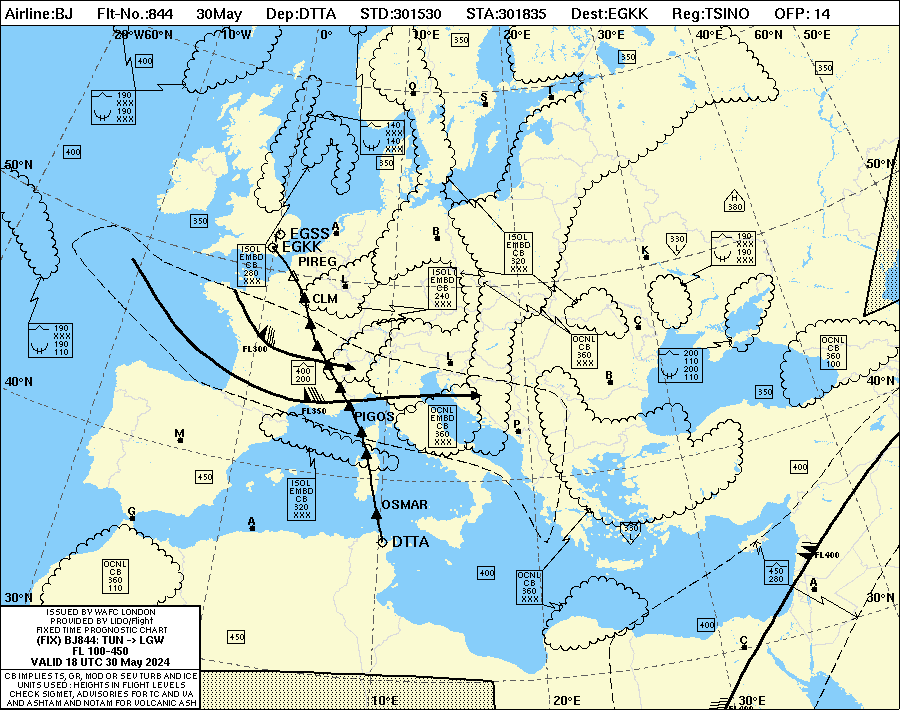 Airline:BJ Flt-No:844 30May Dep:DTTA STD:301530 STA:301835 Dest:EGKK Reg:TSINO OFP: 14
20°W60°N 10°W 0° 10°E 20°E 30°E 40°E 60°N 50°E
350
400
350
350
190
XXX
190
XXX
O
S
T
140
XXX
140
XXX
400
350
50°N
50°N
H
380
350
EGSS
A
EGKK
B
330
L
190
XXX
190
XXX
ISOL
EMBD
CB
280
XXX
PIREG
ISOL
EMBD
CB
320
XXX
K
L
ISOL
EMBD
CB
240
XXX
CLM
C
190
XXX
190
110
FL300
OCNL
CB
360
XXX
OCNL
CB
360
100
L
200
110
200
110
400
200
B
40°N
40°N
350
FL350
PIGOS
OCNL
EMBD
CB
360
XXX
P
M
450
400
ISOL
EMBD
CB
320
XXX
OSMAR
G
A
330
DTTA
FL400
OCNL
CB
360
110
400
OCNL
CB
360
XXX
450
280
A
30°N
30°N
400
450
C
ISSUED BY WAFC LONDON
PROVIDED BY LIDO/Flight
FIXED TIME PROGNOSTIC CHART
(FIX) BJ844: TUN -> LGW
FL 100-450
VALID 18 UTC 30 May 2024
CB IMPLIES TS, GR, MOD OR SEV TURB AND ICE
UNITS USED : HEIGHTS IN FLIGHT LEVELS
CHECK SIGMET, ADVISORIES FOR TC AND VA
AND ASHTAM AND NOTAM FOR VOLCANIC ASH
10°E 20°E FL400 30°E